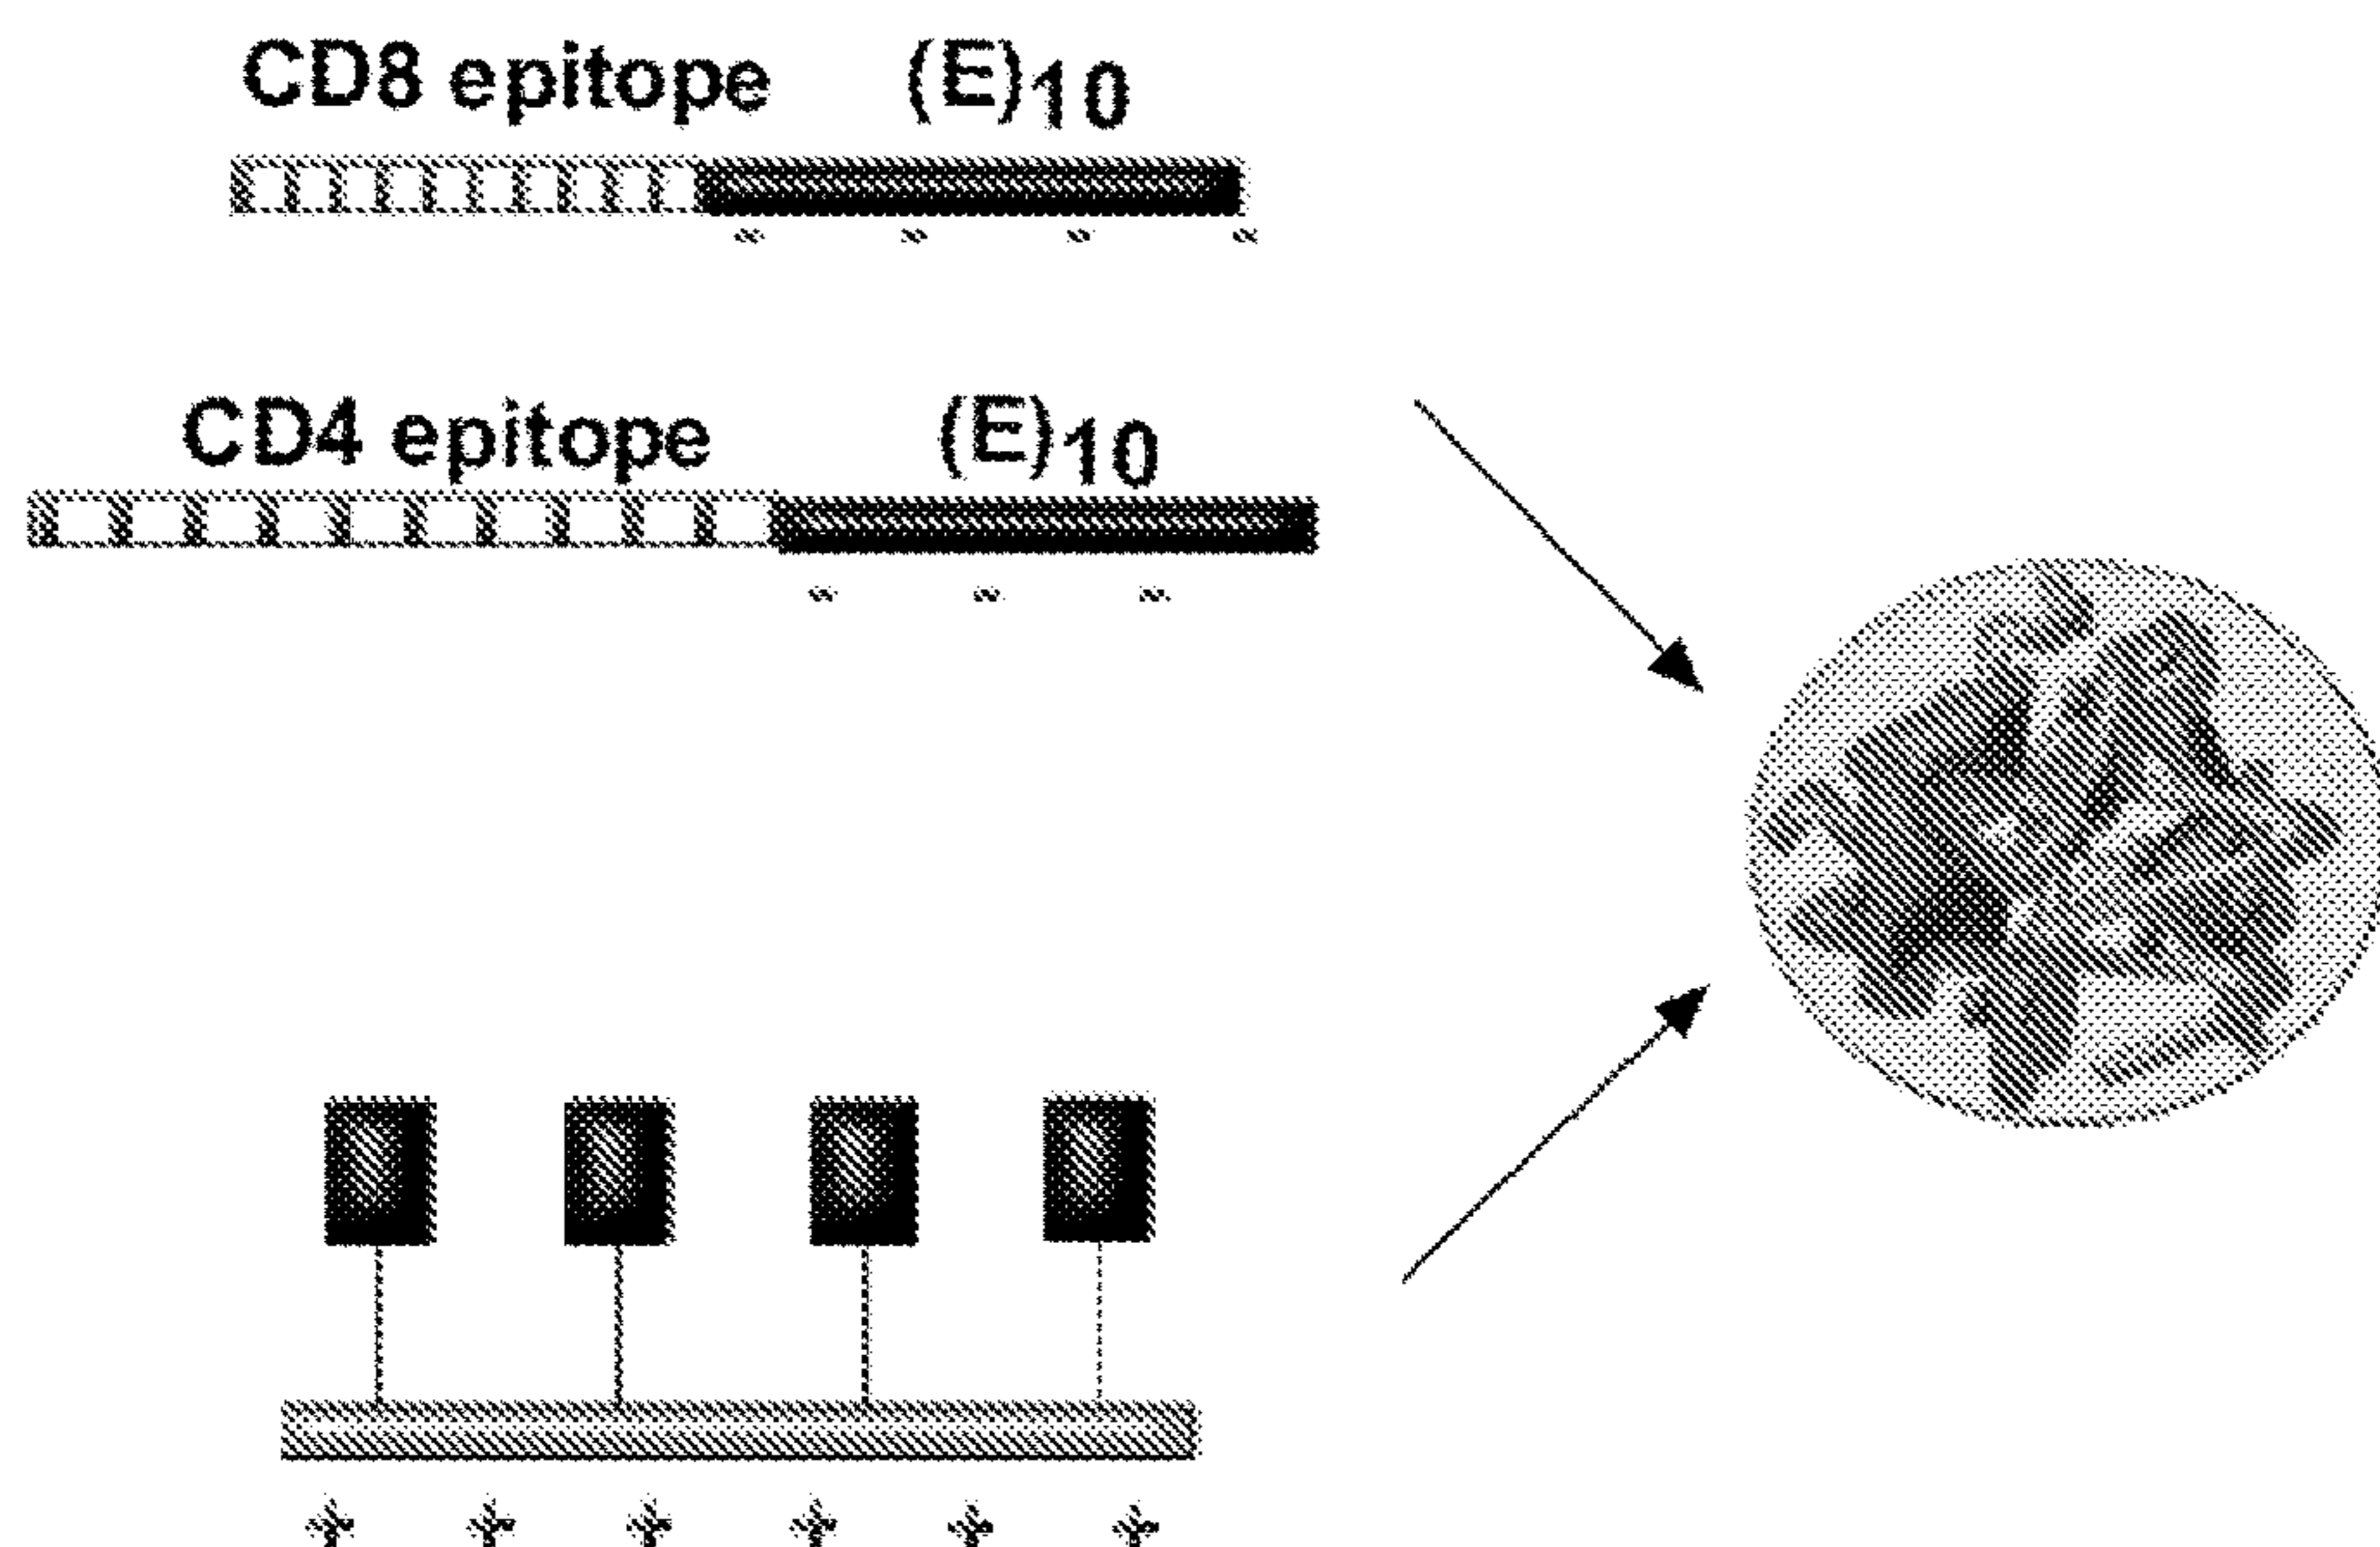 CD8 epitope (E)10
CD4 epitope (E)10
- - - -
- - -
+ + + + + +